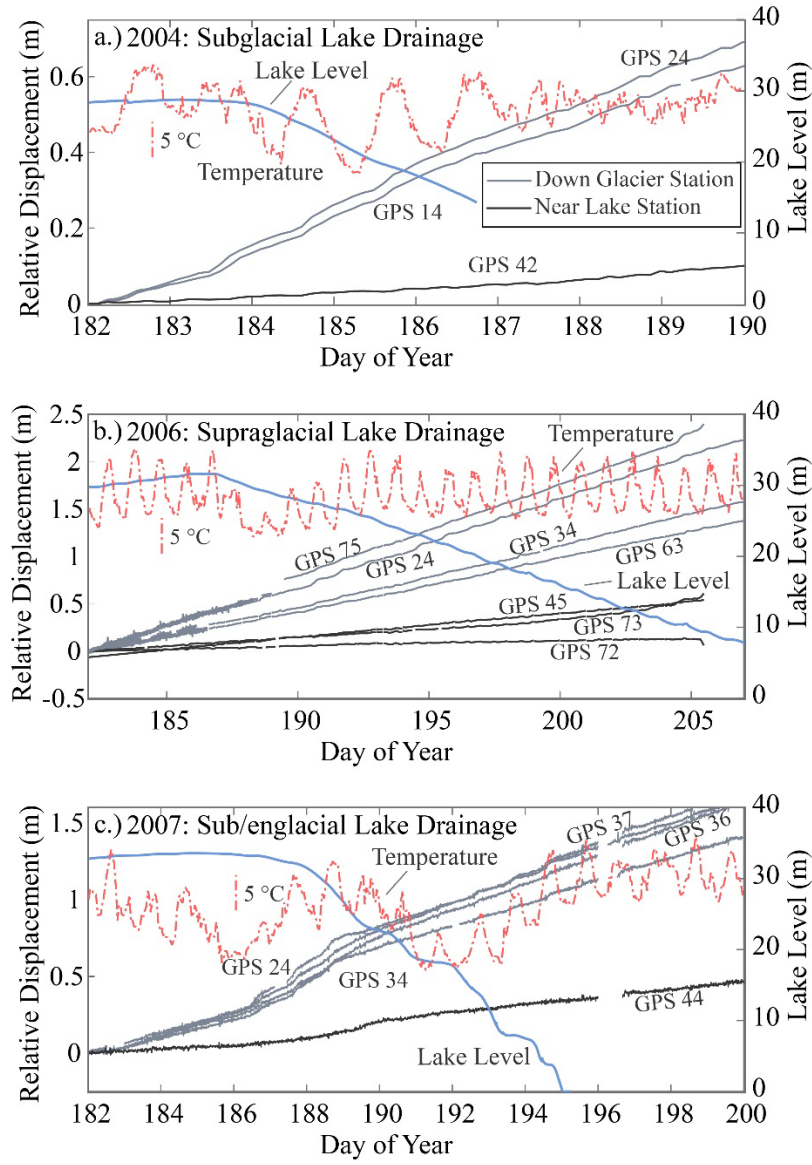 a.) 2004: Subglacial Lake Drainage
Relative Displacement (m)
0.6
0.4
0.2
0
Lake Level
5 °C
Temperature
GPS 24
GPS 14
GPS 42
Down Glacier Station
Near Lake Station
40
30
20
10
0
Lake Level (m)
182 183 184 185 186 187 188 189 190
Day of Year
b.) 2006: Supraglacial Lake Drainage
Relative Displacement (m)
2.5
2
1.5
1
0.5
0
-0.5
Temperature
5 °C
GPS 75
GPS 24
GPS 34
GPS 63
Lake Level
GPS 45
GPS 73
GPS 72
40
30
20
10
0
Lake Level (m)
185 190 195 200 205
Day of Year
c.) 2007: Sub/englacial Lake Drainage
Relative Displacement (m)
1.5
1
0.5
0
GPS 37
GPS 36
Temperature
5 °C
GPS 24
GPS 34
GPS 44
Lake Level
40
30
20
10
0
Lake Level (m)
182 184 186 188 190 192 194 196 198 200
Day of Year